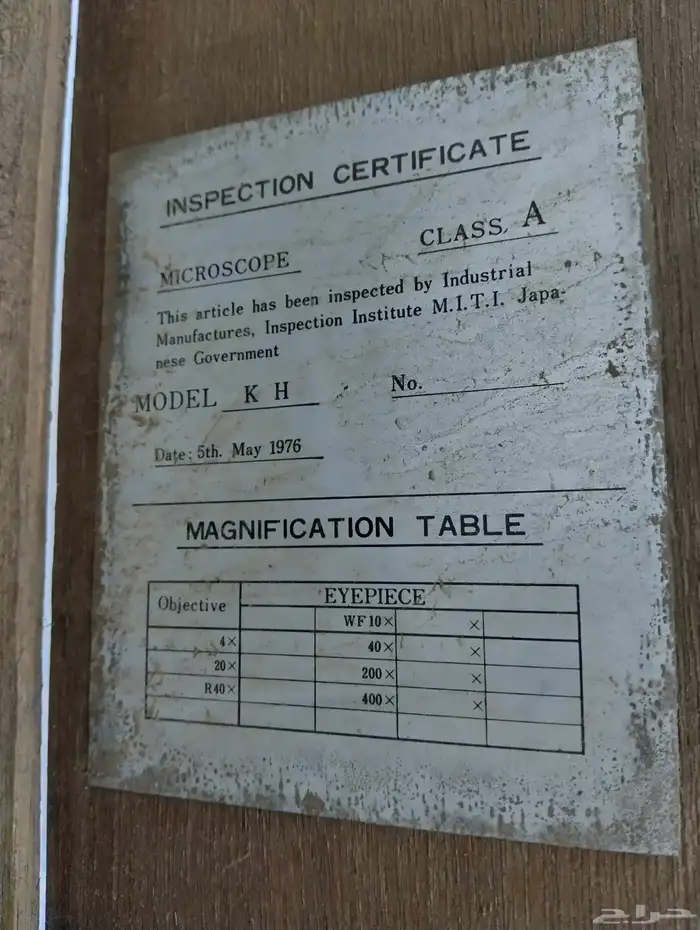 INSPECTION CERTIFICATE
MICROSCOPE CLASS A
This article has been inspected by Industrial
Manufactures, Inspection Institute M.I.T.I. Japa-
nese Government
MODEL K H No.
Date: 5th. May 1976
MAGNIFICATION TABLE
Objective EYEPIECE
WF10× ×
4× 40× ×
20× 200× ×
R40× 400× ×
حراج